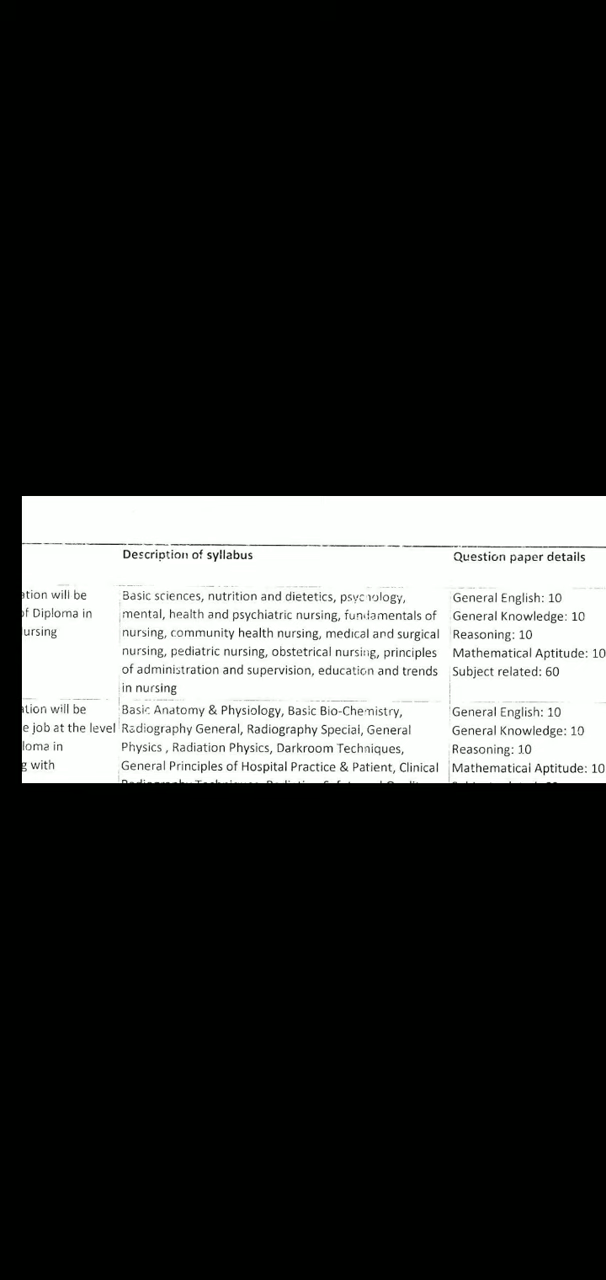 Description of syllabus
Question paper details
ation will be
of Diploma in
ursing
Basic sciences, nutrition and dietetics, psychology,
mental, health and psychiatric nursing, fundamentals of
nursing, community health nursing, medical and surgical
nursing, pediatric nursing, obstetrical nursing, principles
of administration and supervision, education and trends
in nursing
General English: 10
General Knowledge: 10
Reasoning: 10
Mathematical Aptitude: 10
Subject related: 60
ation will be
e job at the level
loma in
g with
Basic Anatomy & Physiology, Basic Bio-Chemistry,
Radiography General, Radiography Special, General
Physics , Radiation Physics, Darkroom Techniques,
General Principles of Hospital Practice & Patient, Clinical
General English: 10
General Knowledge: 10
Reasoning: 10
Mathematical Aptitude: 10